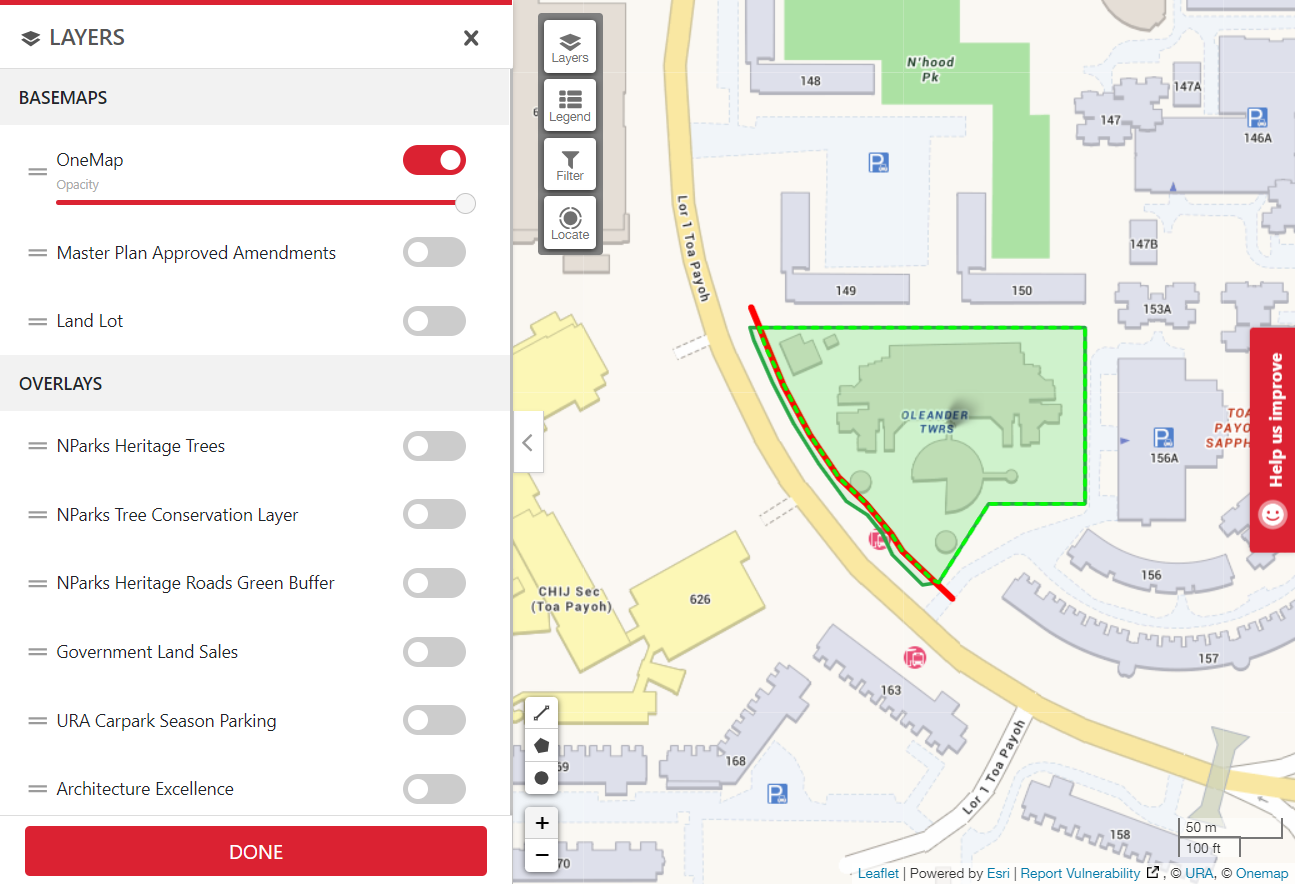 LAYERS
BASEMAPS
OneMap
Opacity
Master Plan Approved Amendments
Land Lot
OVERLAYS
NParks Heritage Trees
NParks Tree Conservation Layer
NParks Heritage Roads Green Buffer
Government Land Sales
URA Carpark Season Parking
Architecture Excellence
DONE
Layers
Legend
Filter
Locate
148
N'hood
Pk
147A
147
P
146A
P
Lor 1 Toa Payoh
147B
149
150
153A
OLEANDER
TWRS
P
156A
TOA
PAYO
SAPPH
Help us improve
CHIJ Sec
(Toa Payoh)
626
156
157
163
168
69
P
Lor 1 Toa Payoh
158
70
+
−
50 m
100 ft
Leaflet | Powered by Esri | Report Vulnerability , © URA, © Onemap